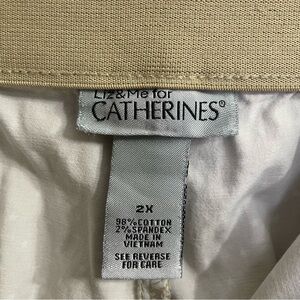 Liz&Me for
CATHERINES®
2X
98%COTTON
2%SPANDEX
MADE IN
VIETNAM
SEE REVERSE
FOR CARE